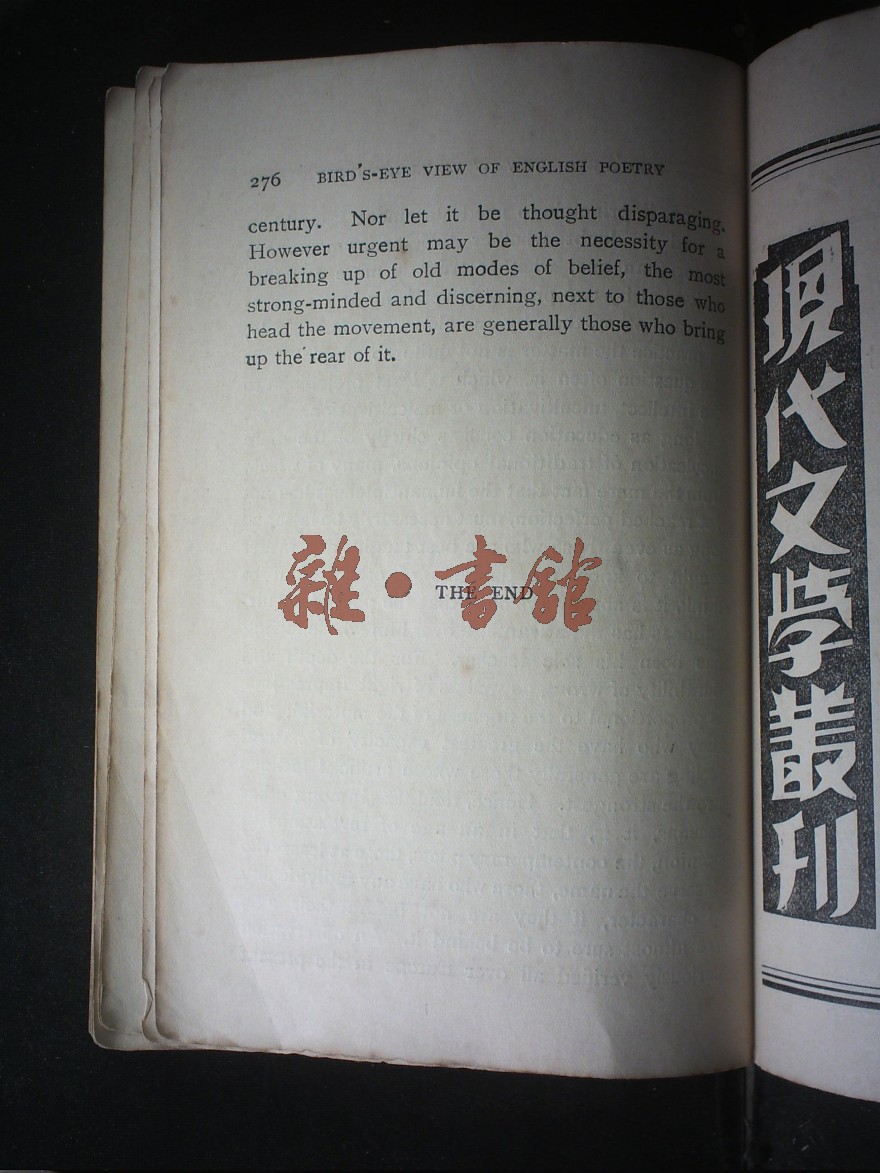 276 BIRD'S-EYE VIEW OF ENGLISH POETRY
century. Nor let it be thought disparaging.
However urgent may be the necessity for a
breaking up of old modes of belief, the most
strong-minded and discerning, next to those who
head the movement, are generally those who bring
up the rear of it.
雜·書館
THE END
現代文学叢刊